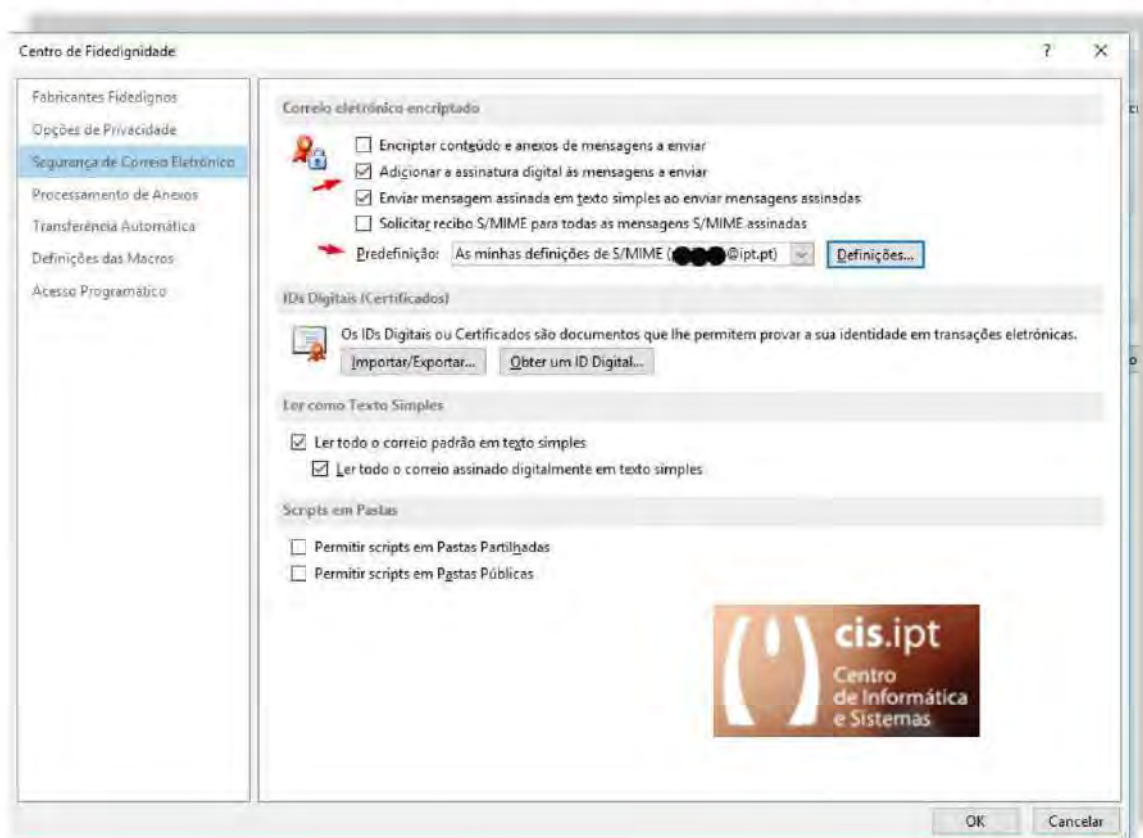 Centro de Fidedignidade
? ×
Fabricantes Fidedignos
Opções de Privacidade
Segurança de Correio Eletrónico
Processamento de Anexos
Transferência Automática
Definições das Macros
Acesso Programático
Correio eletrónico encriptado
Encriptar conteúdo e anexos de mensagens a enviar
Adicionar a assinatura digital às mensagens a enviar
Enviar mensagem assinada em texto simples ao enviar mensagens assinadas
Solicitar recibo S/MIME para todas as mensagens S/MIME assinadas
Predefinição: As minhas definições de S/MIME ( @ipt.pt) Definições...
IDs Digitais (Certificados)
Os IDs Digitais ou Certificados são documentos que lhe permitem provar a sua identidade em transações eletrónicas.
Importar/Exportar... Obter um ID Digital...
Ler como Texto Simples
Ler todo o correio padrão em texto simples
Ler todo o correio assinado digitalmente em texto simples
Scripts em Pastas
Permitir scripts em Pastas Partilhadas
Permitir scripts em Pastas Públicas
cis.ipt
Centro
de Informática
e Sistemas
OK Cancelar